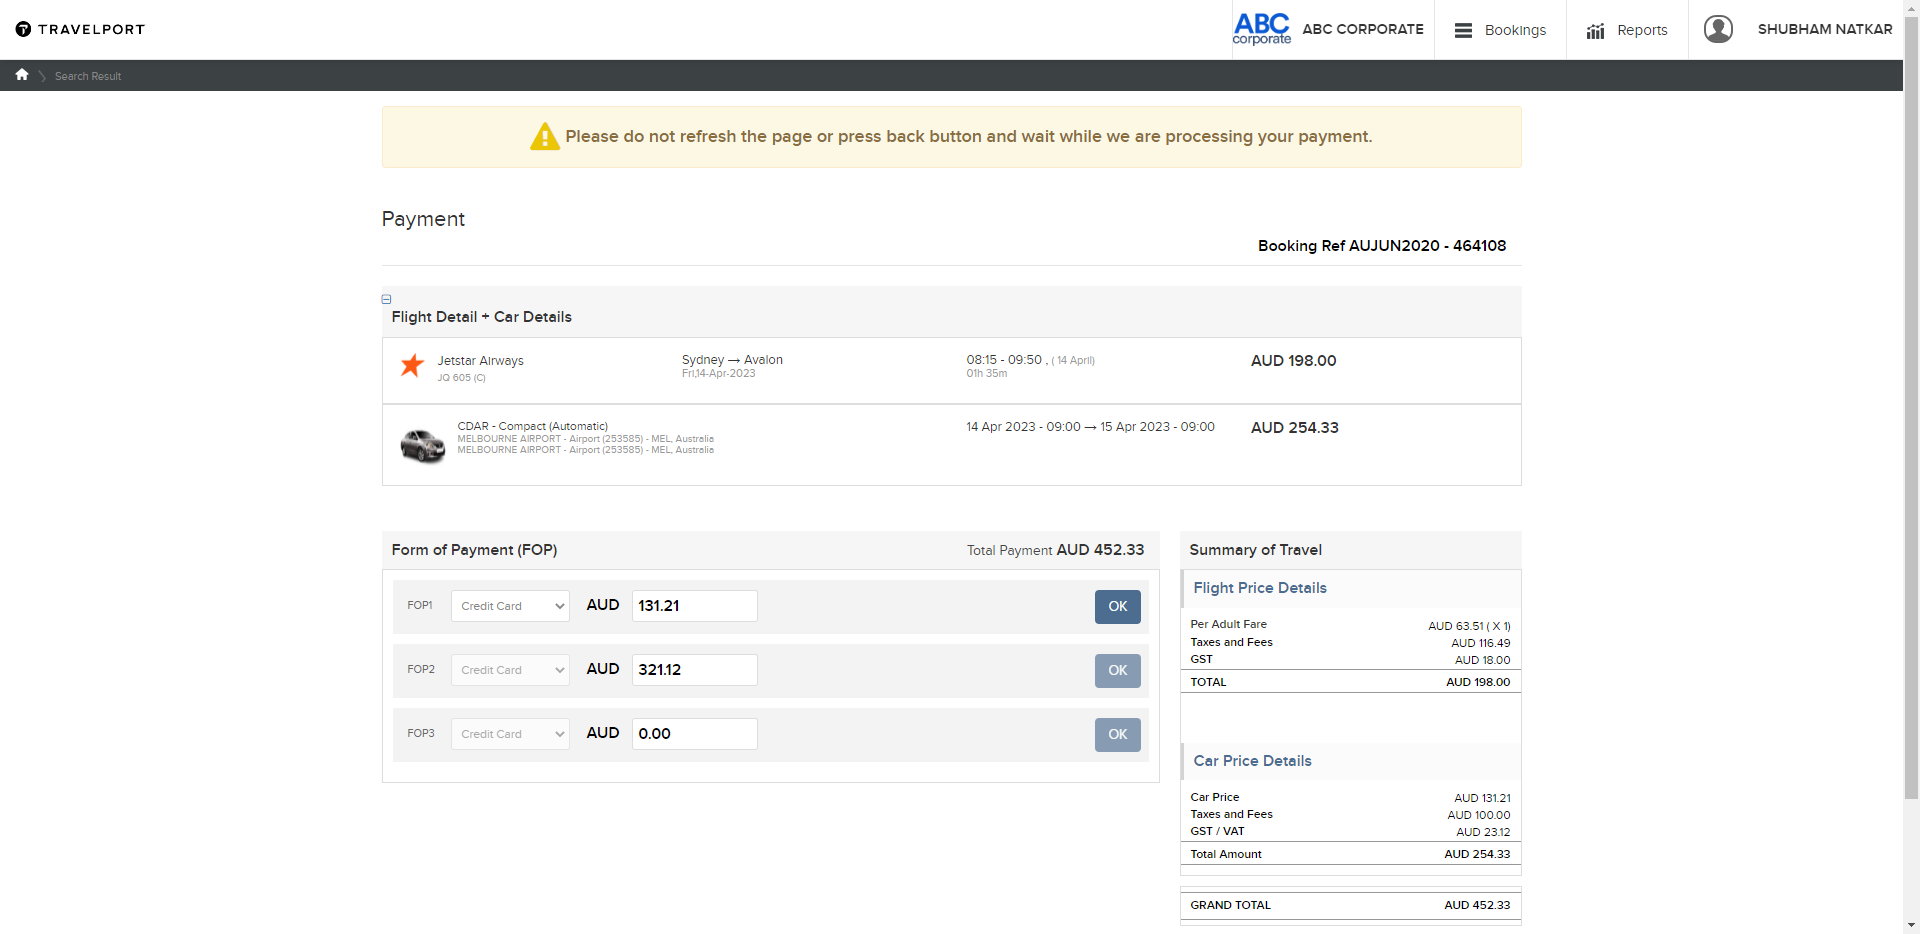 TRAVELPORT
ABC corporate
ABC CORPORATE
Bookings
Reports
SHUBHAM NATKAR
Search Result
Please do not refresh the page or press back button and wait while we are processing your payment.
Payment
Booking Ref AUJUN2020 - 464108
Flight Detail + Car Details
Jetstar Airways
JQ 605 (C)
Sydney → Avalon
Fri,14-Apr-2023
08:15 - 09:50 , ( 14 April)
01h 35m
AUD 198.00
CDAR - Compact (Automatic)
MELBOURNE AIRPORT - Airport (253585) - MEL, Australia
MELBOURNE AIRPORT - Airport (253585) - MEL, Australia
14 Apr 2023 - 09:00 → 15 Apr 2023 - 09:00
AUD 254.33
Form of Payment (FOP)
Total Payment AUD 452.33
FOP1 Credit Card AUD 131.21 OK
FOP2 Credit Card AUD 321.12 OK
FOP3 Credit Card AUD 0.00 OK
Summary of Travel
Flight Price Details
Per Adult Fare AUD 63.51 ( X 1)
Taxes and Fees AUD 116.49
GST AUD 18.00
TOTAL AUD 198.00
Car Price Details
Car Price AUD 131.21
Taxes and Fees AUD 100.00
GST / VAT AUD 23.12
Total Amount AUD 254.33
GRAND TOTAL AUD 452.33